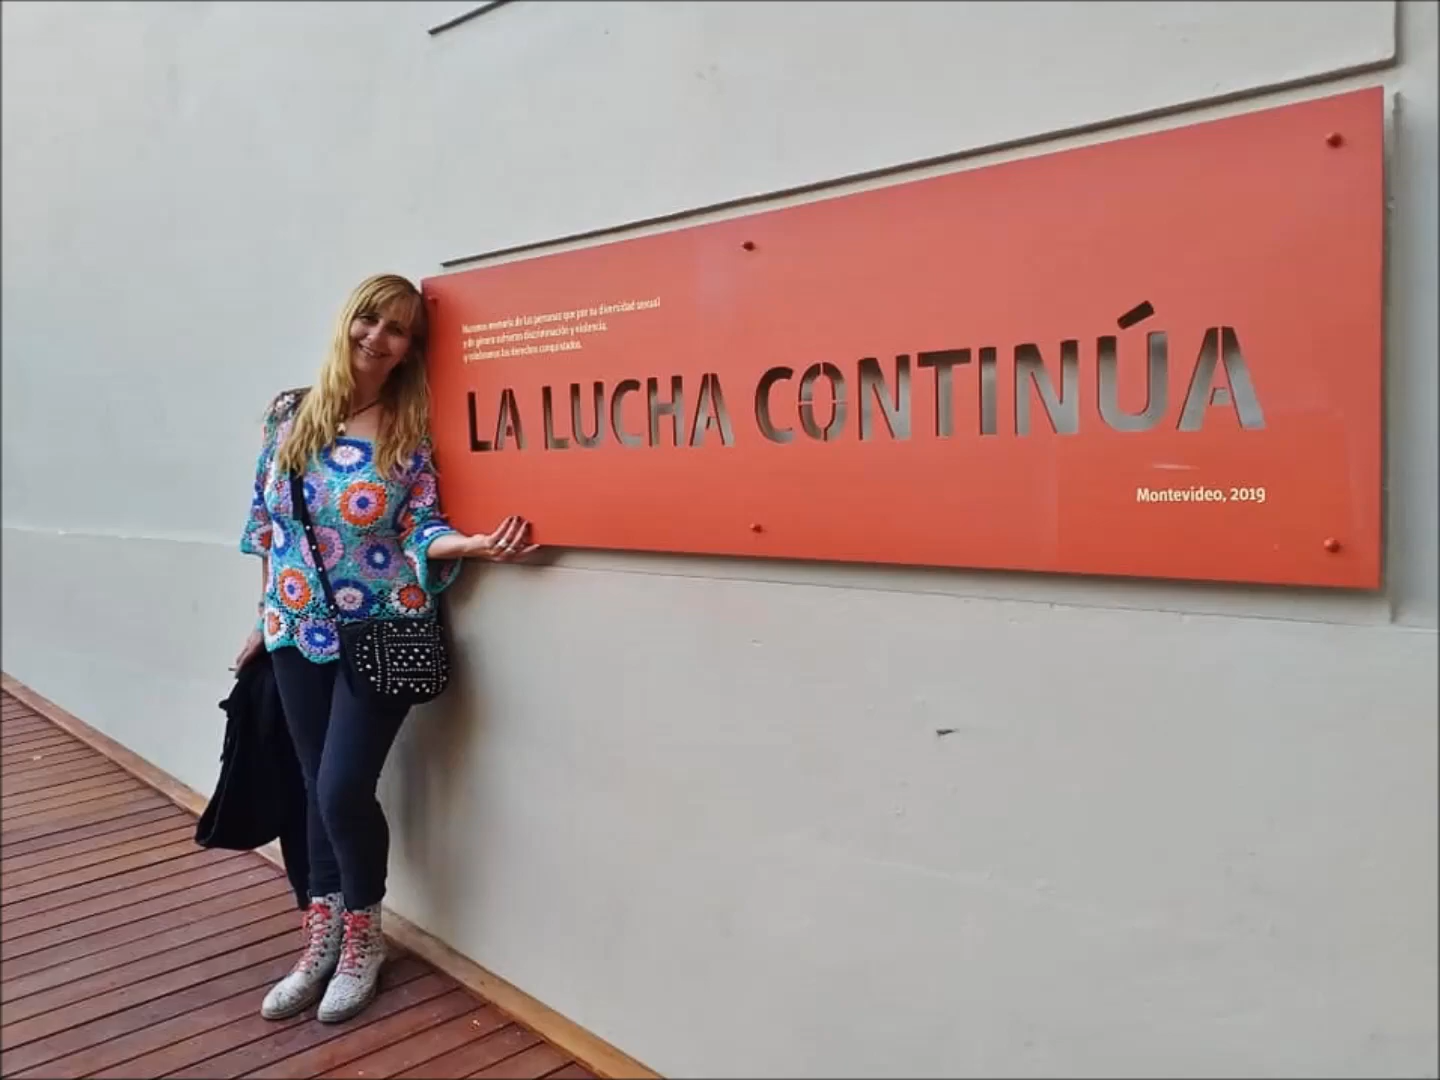 Hacemos memoria de las personas que por su diversidad sexual
y de género sufrieron discriminación y violencia,
y celebramos los derechos conquistados.
LA LUCHA CONTINÚA
Montevideo, 2019